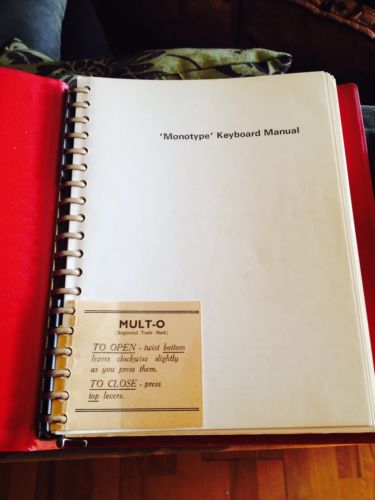 'Monotype' Keyboard Manual
MULT-O
(Registered Trade Mark)
TO OPEN - twist bottom
levers clockwise slightly
as you press them.
TO CLOSE - press
top levers.